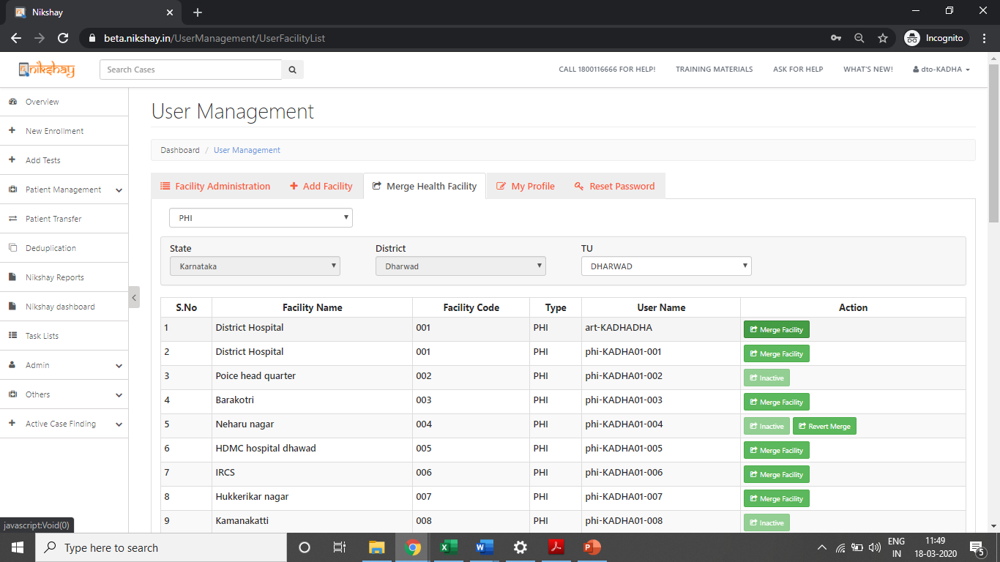 Nikshay
beta.nikshay.in/UserManagement/UserFacilityList
Incognito
nikshay
Search Cases
CALL 1800116666 FOR HELP! TRAINING MATERIALS ASK FOR HELP WHAT'S NEW! dto-KADHA
Overview
New Enrollment
Add Tests
Patient Management
Patient Transfer
Deduplication
Nikshay Reports
Nikshay dashboard
Task Lists
Admin
Others
Active Case Finding
User Management
Dashboard / User Management
Facility Administration Add Facility Merge Health Facility My Profile Reset Password
PHI
State District TU
Karnataka Dharwad DHARWAD
S.No Facility Name Facility Code Type User Name Action
1 District Hospital 001 PHI art-KADHADHA Merge Facility
2 District Hospital 001 PHI phi-KADHA01-001 Merge Facility
3 Poice head quarter 002 PHI phi-KADHA01-002 Inactive
4 Barakotri 003 PHI phi-KADHA01-003 Merge Facility
5 Neharu nagar 004 PHI phi-KADHA01-004 Inactive Revert Merge
6 HDMC hospital dhawad 005 PHI phi-KADHA01-005 Merge Facility
7 IRCS 006 PHI phi-KADHA01-006 Merge Facility
8 Hukkerikar nagar 007 PHI phi-KADHA01-007 Merge Facility
9 Kamanakatti 008 PHI phi-KADHA01-008 Inactive
javascript:Void(0)
Type here to search
ENG
IN
11:49
18-03-2020
5